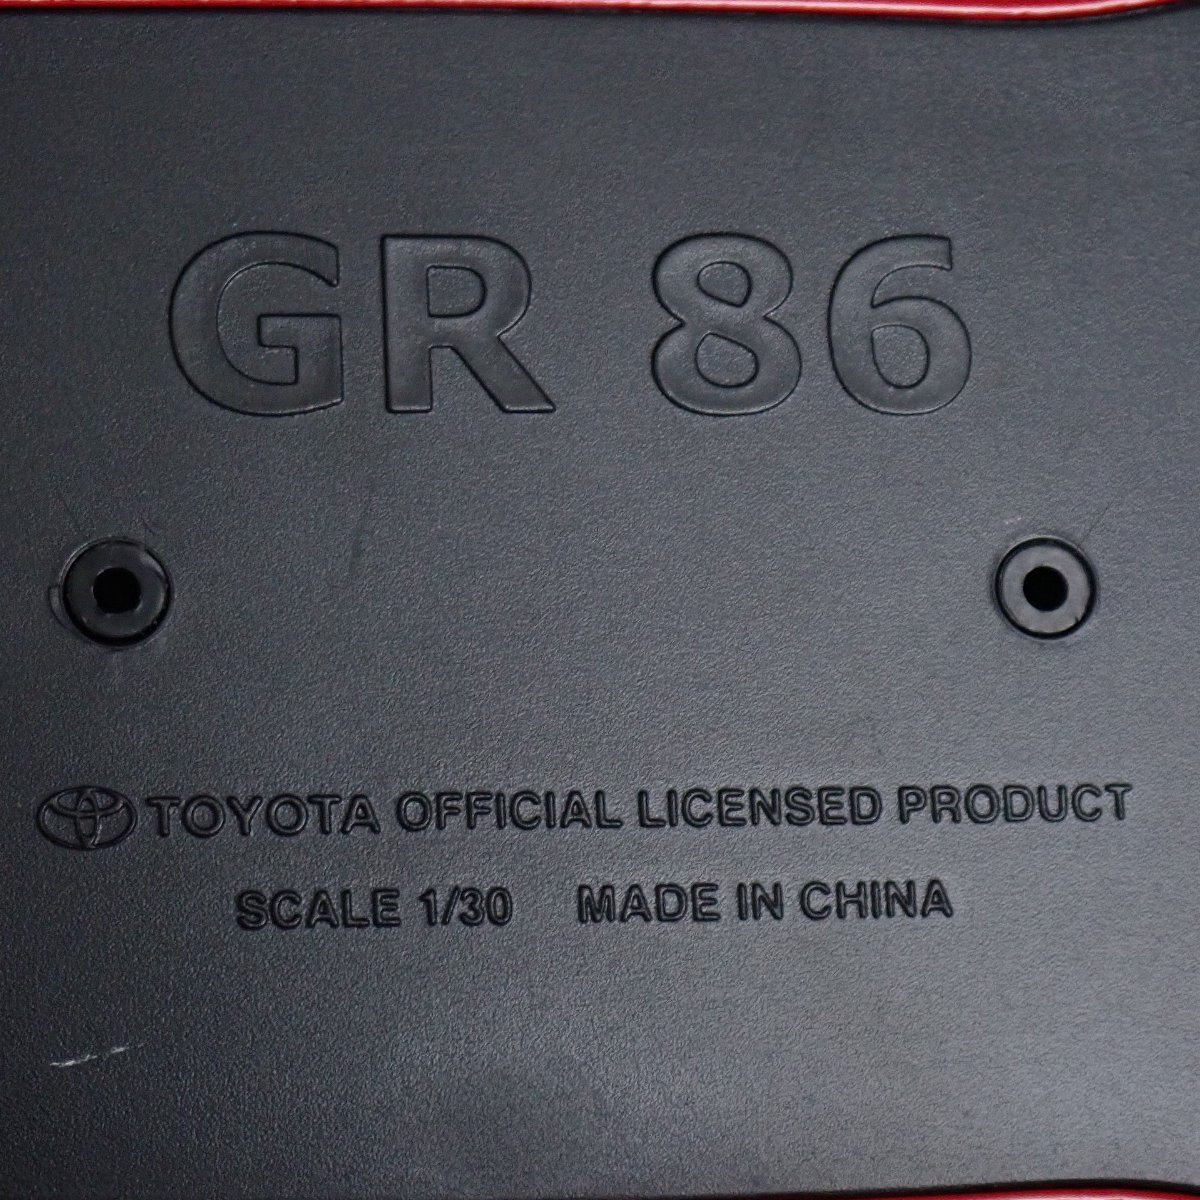 GR 86
TOYOTA OFFICIAL LICENSED PRODUCT
SCALE 1/30 MADE IN CHINA